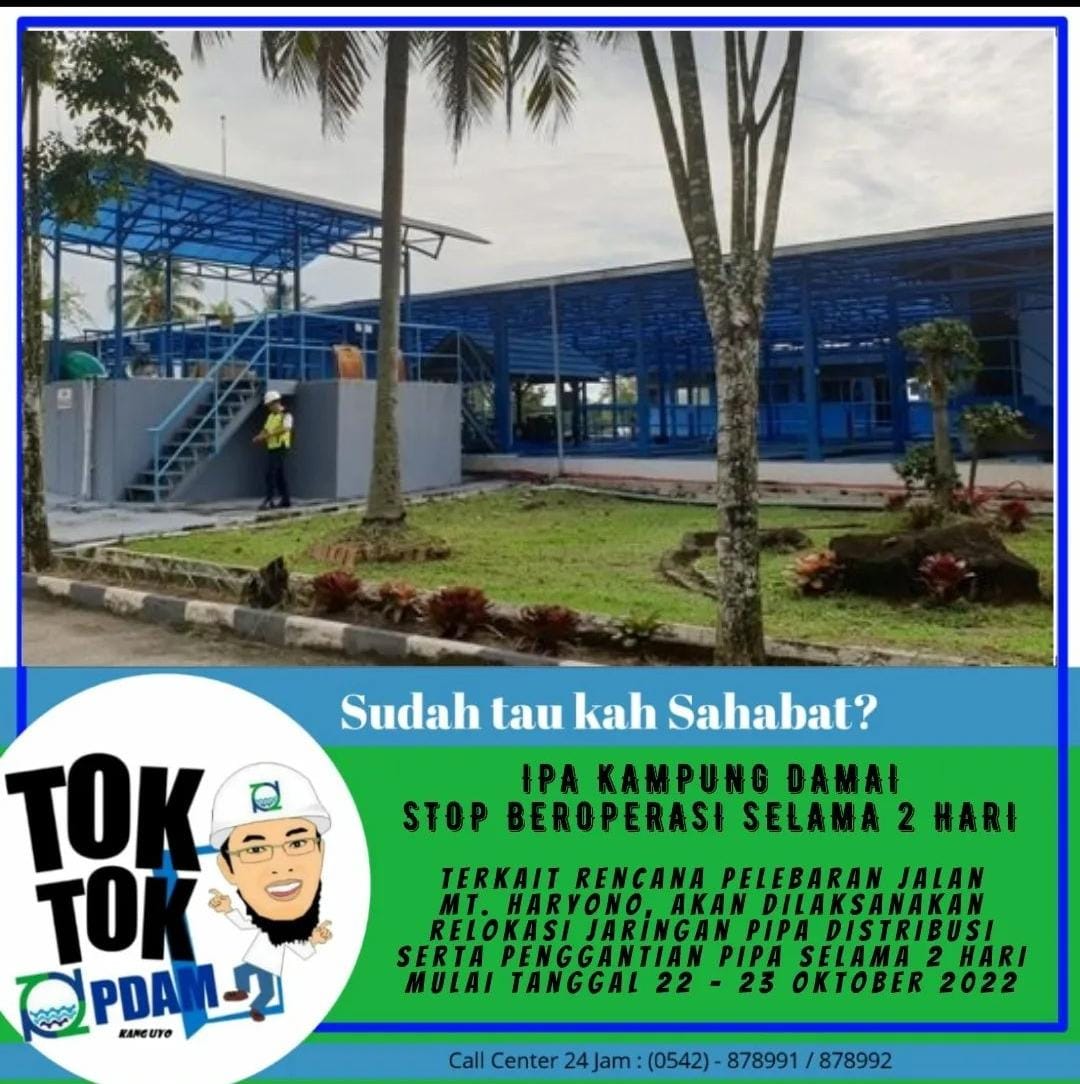 Sudah tau kah Sahabat?
IPA KAMPUNG DAMAI
STOP BEROPERASI SELAMA 2 HARI
TERKAIT RENCANA PELEBARAN JALAN
MT. HARYONO, AKAN DILAKSANAKAN
RELOKASI JARINGAN PIPA DISTRIBUSI
SERTA PENGGANTIAN PIPA SELAMA 2 HARI
MULAI TANGGAL 22 - 23 OKTOBER 2022
TOK
TOK
PDAM
KANG UYO
Call Center 24 Jam : (0542) - 878991 / 878992